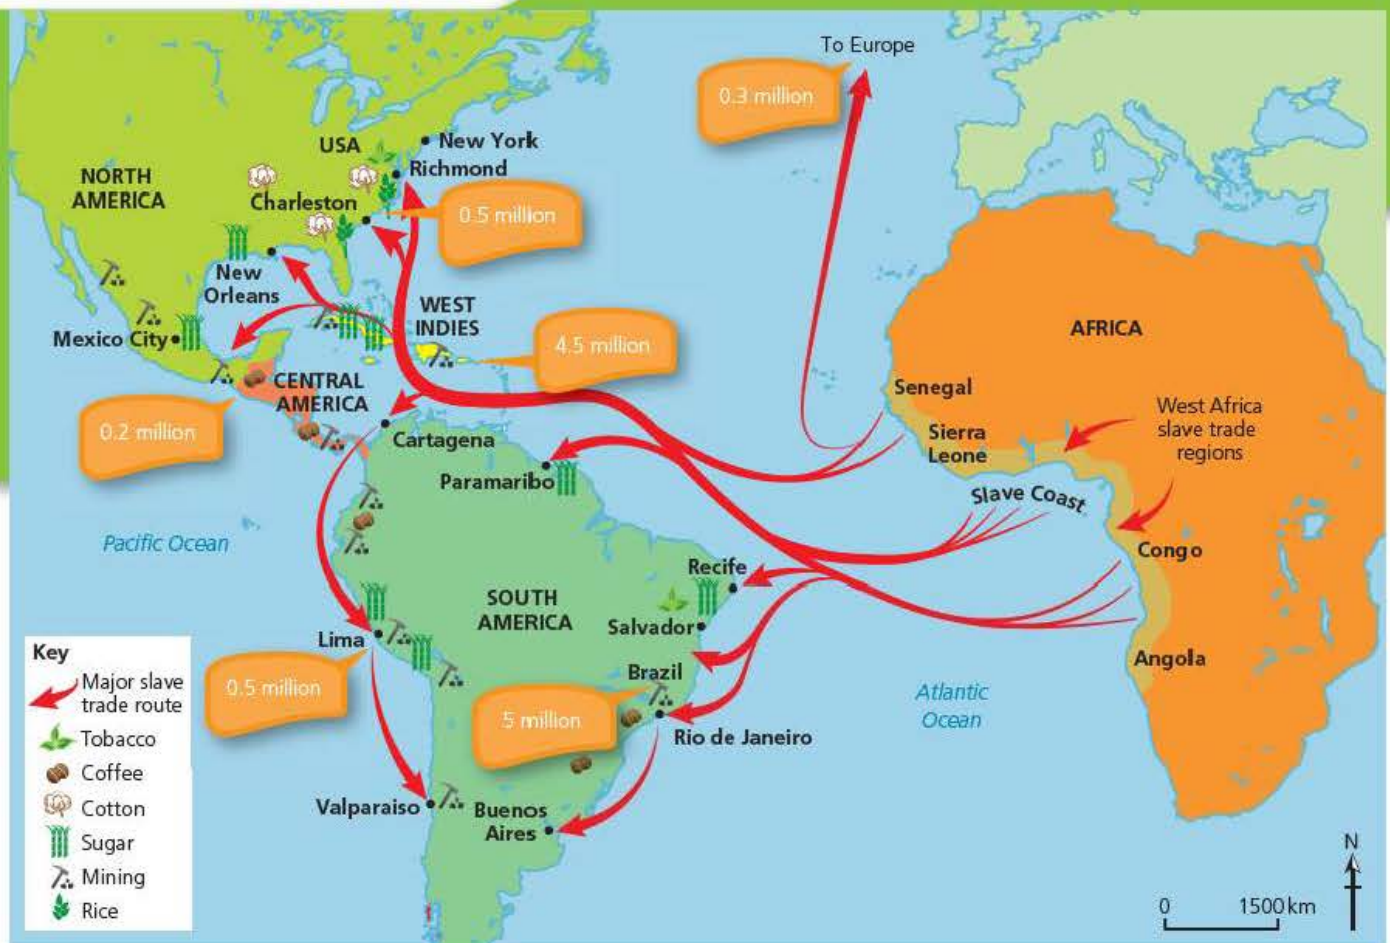 To Europe
0.3 million
USA
New York
Richmond
NORTH
AMERICA
Charleston
0.5 million
New
Orleans
WEST
INDIES
Mexico City
4.5 million
AFRICA
CENTRAL
AMERICA
0.2 million
Cartagena
Senegal
Sierra
Leone
West Africa
slave trade
regions
Paramaribo
Slave Coast
Pacific Ocean
Congo
Recife
SOUTH
AMERICA
Salvador
Lima
Brazil
Angola
0.5 million
5 million
Atlantic
Ocean
Rio de Janeiro
Valparaiso
Buenos
Aires
Key
Major slave
trade route
Tobacco
Coffee
Cotton
Sugar
Mining
Rice
N
0 1500 km